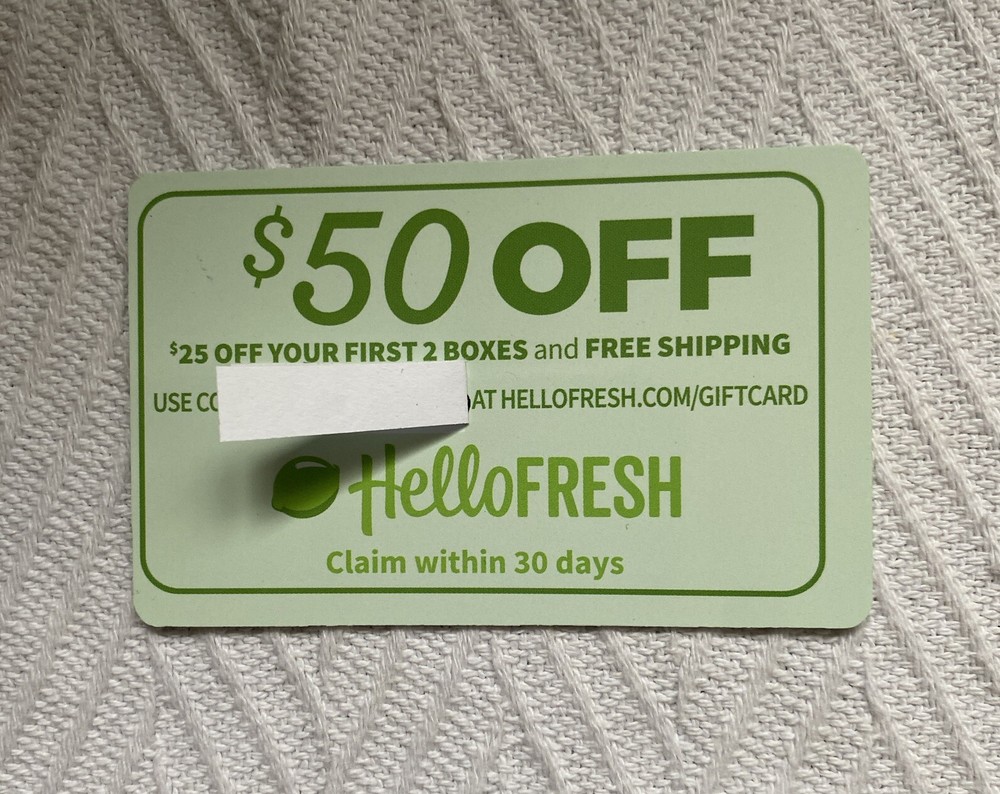 $50 OFF
$25 OFF YOUR FIRST 2 BOXES and FREE SHIPPING
USE AT HELLOFRESH.COM/GIFTCARD
HelloFRESH
Claim within 30 days